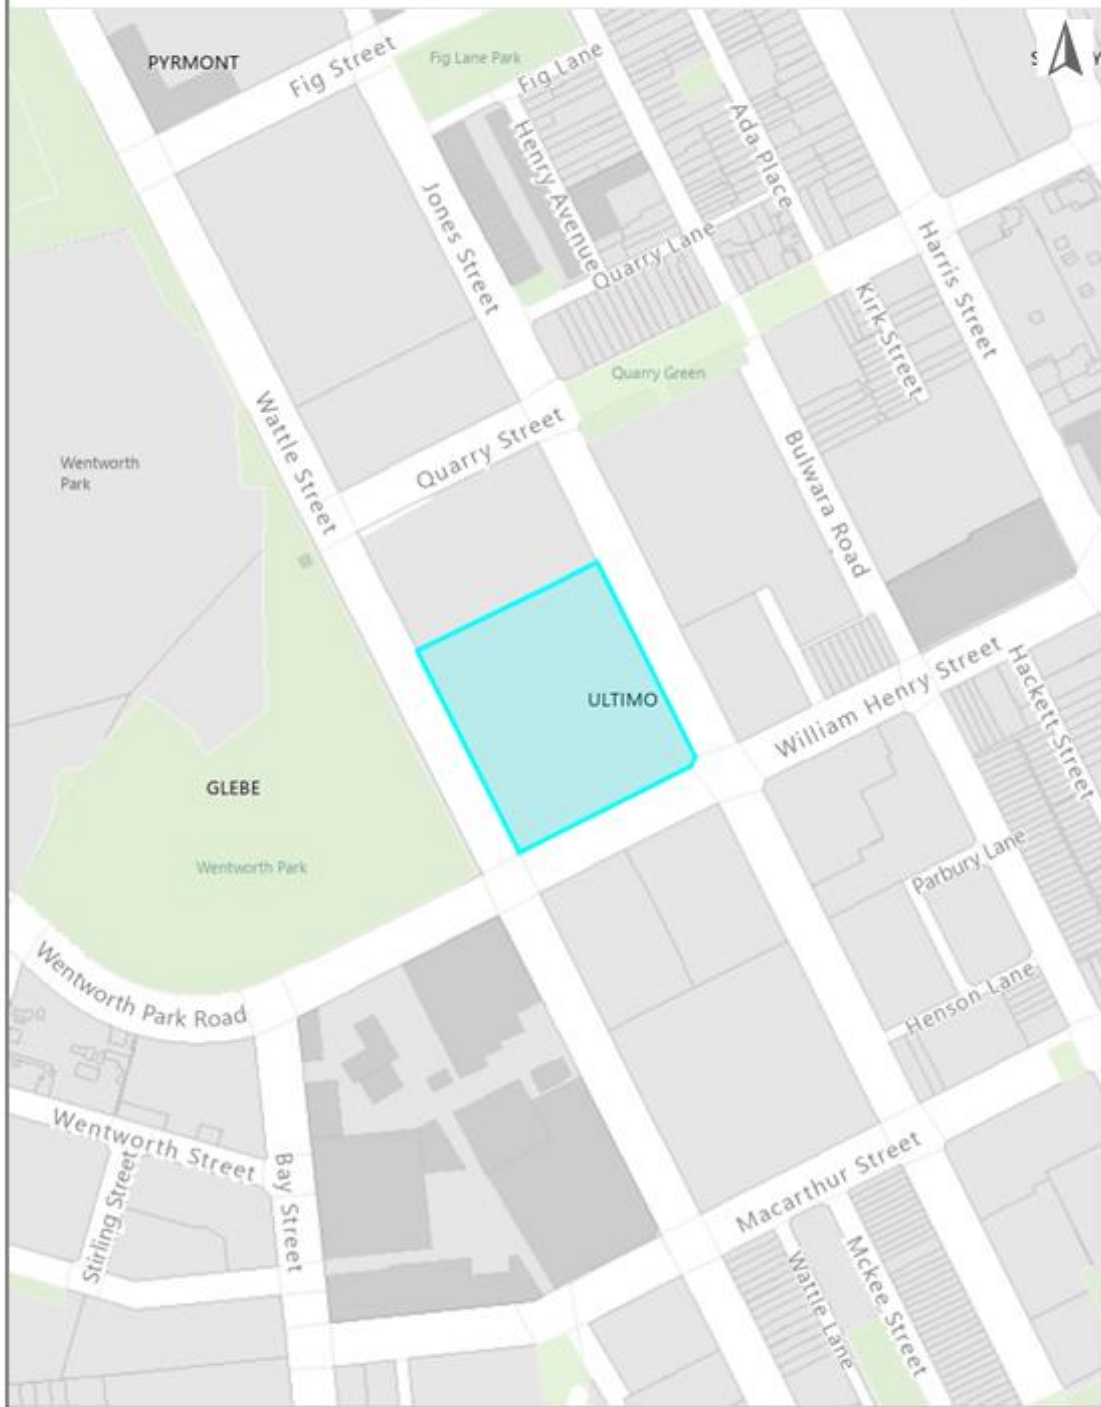 PYRMONT
Fig Street
Fig Lane Park
Fig Lane
Henry Avenue
Ada Place
Jones Street
Quarry Lane
Harris Street
Kirk Street
Quarry Green
Wattle Street
Quarry Street
Wentworth
Park
Bulwara Road
ULTIMO
William Henry Street
Hackett Street
GLEBE
Wentworth Park
Parbury Lane
Wentworth Park Road
Henson Lane
Wentworth Street
Bay Street
Stirling Street
Macarthur Street
Wattle Lane
Mckee Street